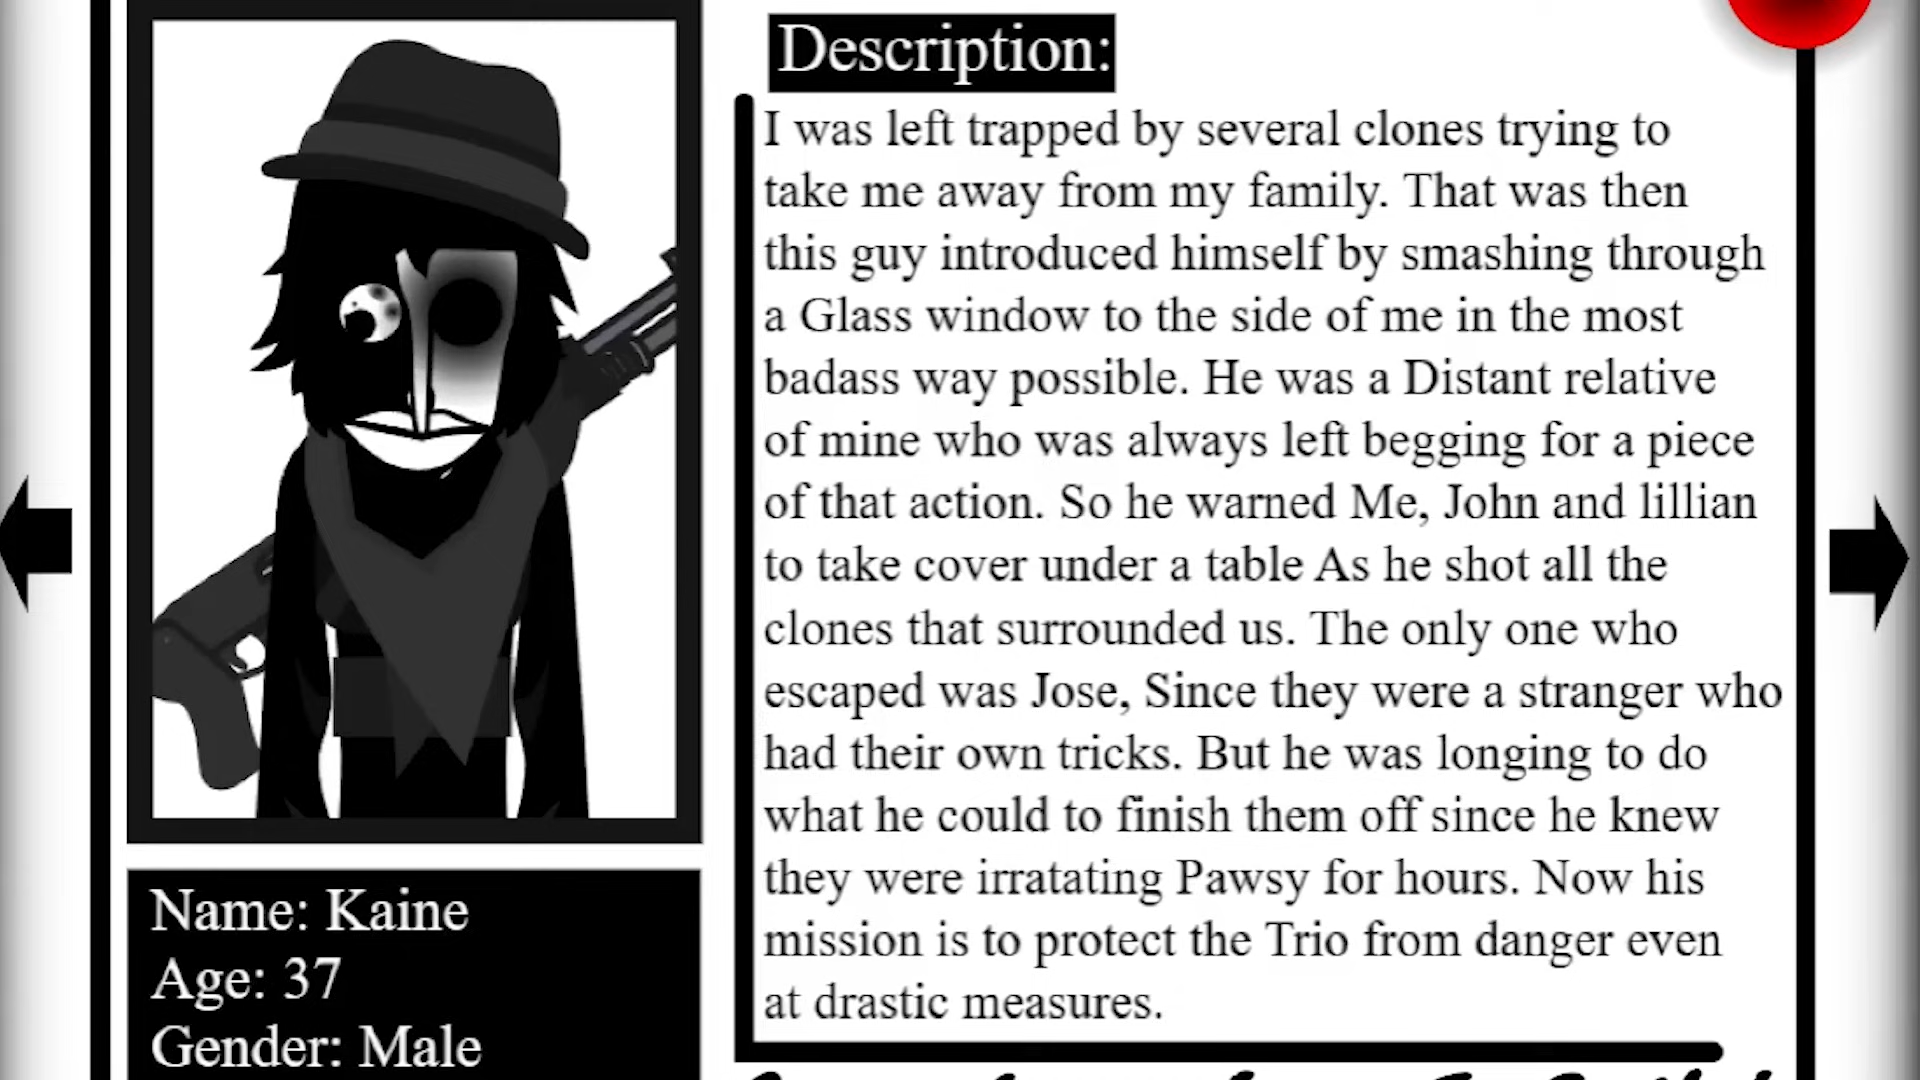 Description:
I was left trapped by several clones trying to
take me away from my family. That was then
this guy introduced himself by smashing through
a Glass window to the side of me in the most
badass way possible. He was a Distant relative
of mine who was always left begging for a piece
of that action. So he warned Me, John and lillian
to take cover under a table As he shot all the
clones that surrounded us. The only one who
escaped was Jose, Since they were a stranger who
had their own tricks. But he was longing to do
what he could to finish them off since he knew
they were irratating Pawsy for hours. Now his
mission is to protect the Trio from danger even
at drastic measures.
Name: Kaine
Age: 37
Gender: Male